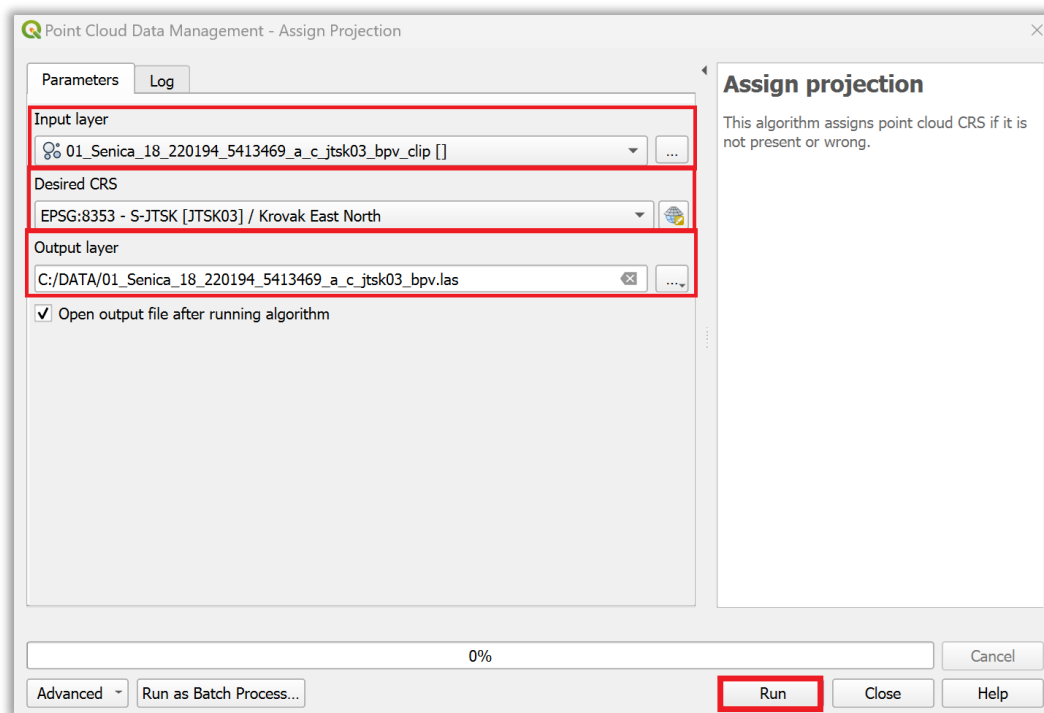 Point Cloud Data Management - Assign Projection
Parameters
Log
Input layer
01_Senica_18_220194_5413469_a_c_jtsk03_bpv_clip []
...
Desired CRS
EPSG:8353 - S-JTSK [JTSK03] / Krovak East North
Output layer
C:/DATA/01_Senica_18_220194_5413469_a_c_jtsk03_bpv.las
...
Open output file after running algorithm
Assign projection
This algorithm assigns point cloud CRS if it is
not present or wrong.
0%
Cancel
Advanced
Run as Batch Process...
Run
Close
Help